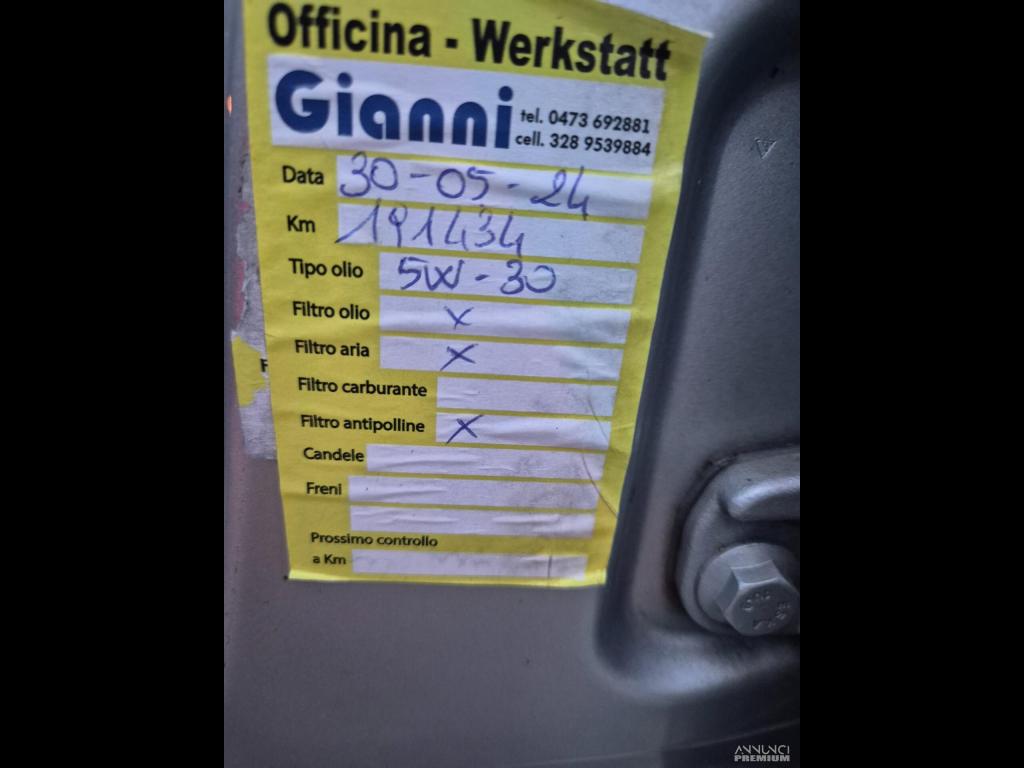 Officina - Werkstatt
Gianni
tel. 0473 692881
cell. 328 9539884
Data 30-05-24
Km 191434
Tipo olio 5W-30
Filtro olio X
Filtro aria X
Filtro carburante
Filtro antipolline X
Candele
Freni
Prossimo controllo
a Km
F
ANNUNCI
PREMIUM